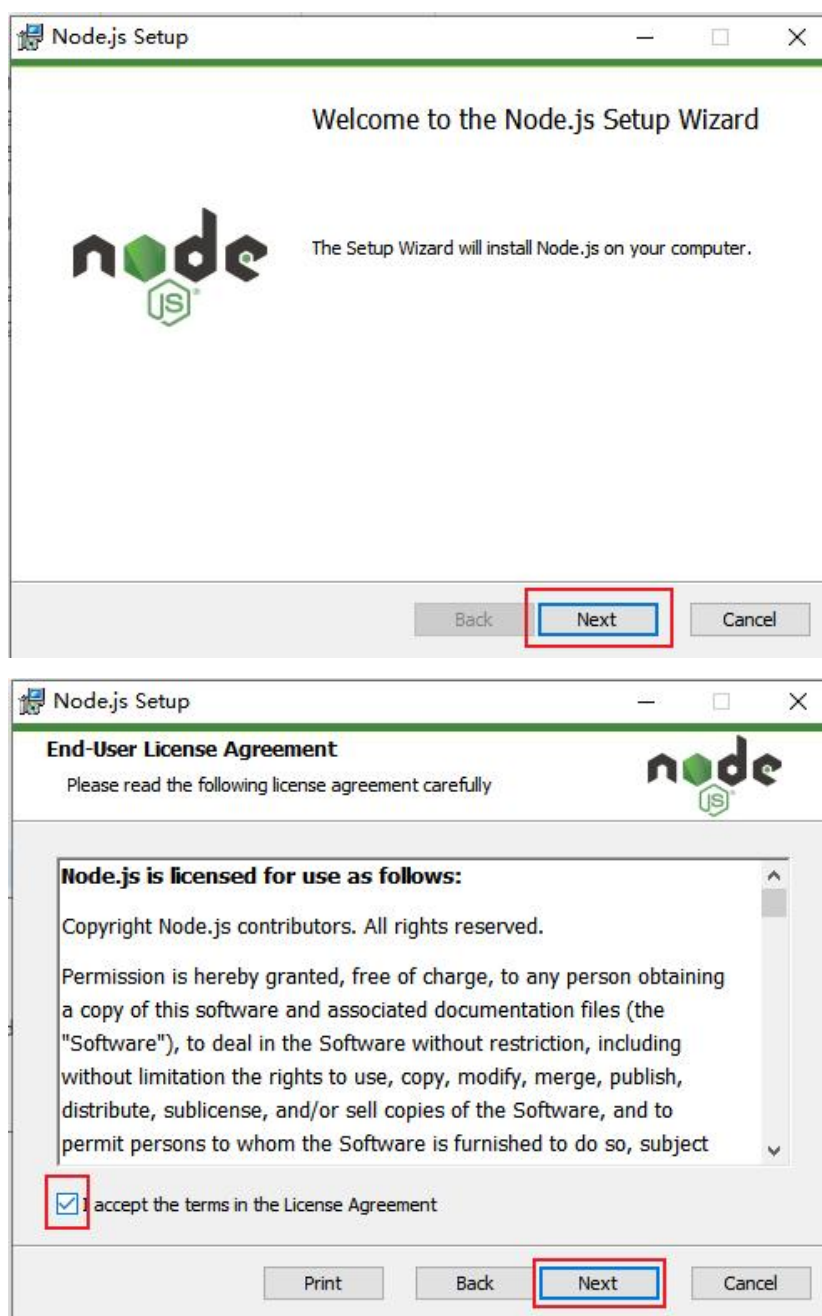 Node.js Setup
Welcome to the Node.js Setup Wizard
node
JS
The Setup Wizard will install Node.js on your computer.
Back
Next
Cancel
Node.js Setup
End-User License Agreement
Please read the following license agreement carefully
node
JS
Node.js is licensed for use as follows:
Copyright Node.js contributors. All rights reserved.
Permission is hereby granted, free of charge, to any person obtaining
a copy of this software and associated documentation files (the
"Software"), to deal in the Software without restriction, including
without limitation the rights to use, copy, modify, merge, publish,
distribute, sublicense, and/or sell copies of the Software, and to
permit persons to whom the Software is furnished to do so, subject
I accept the terms in the License Agreement
Print
Back
Next
Cancel